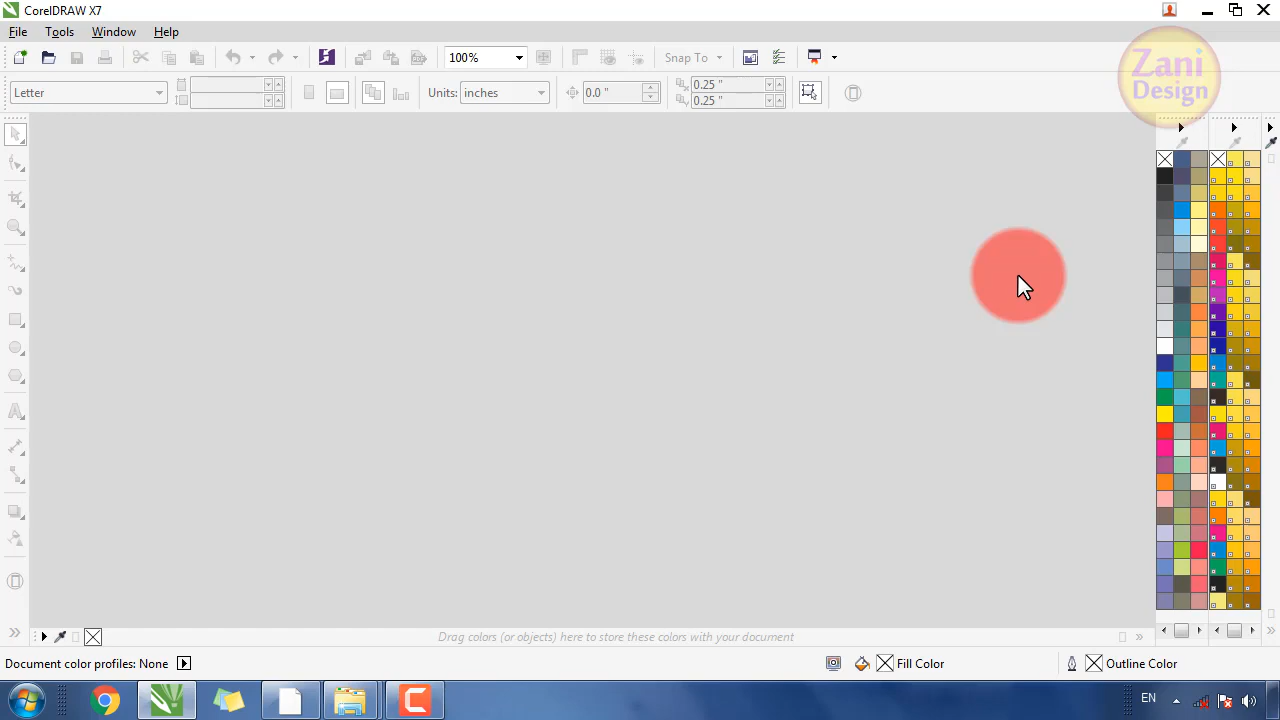 CorelDRAW X7
File Tools Window Help
100% Snap To
Letter Units: inches 0.0 " 0.25 "
0.25 "
Zani
Design
Drag colors (or objects) here to store these colors with your document
Document color profiles: None Fill Color Outline Color
EN